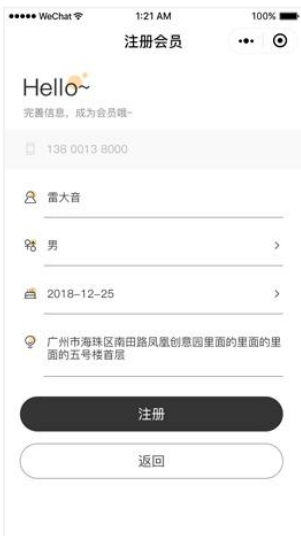 WeChat
1:21 AM
100%
注册会员
Hello~
完善信息，成为会员哦~
138 0013 8000
雷大音
男
2018-12-25
广州市海珠区南田路凤凰创意园里面的里面的里
面的五号楼首层
注册
返回